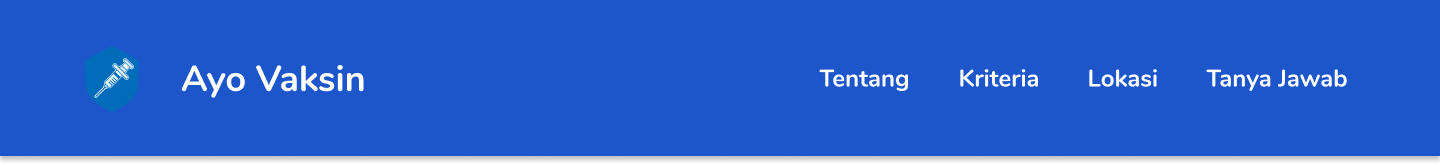 Ayo Vaksin
Tentang Kriteria Lokasi Tanya Jawab